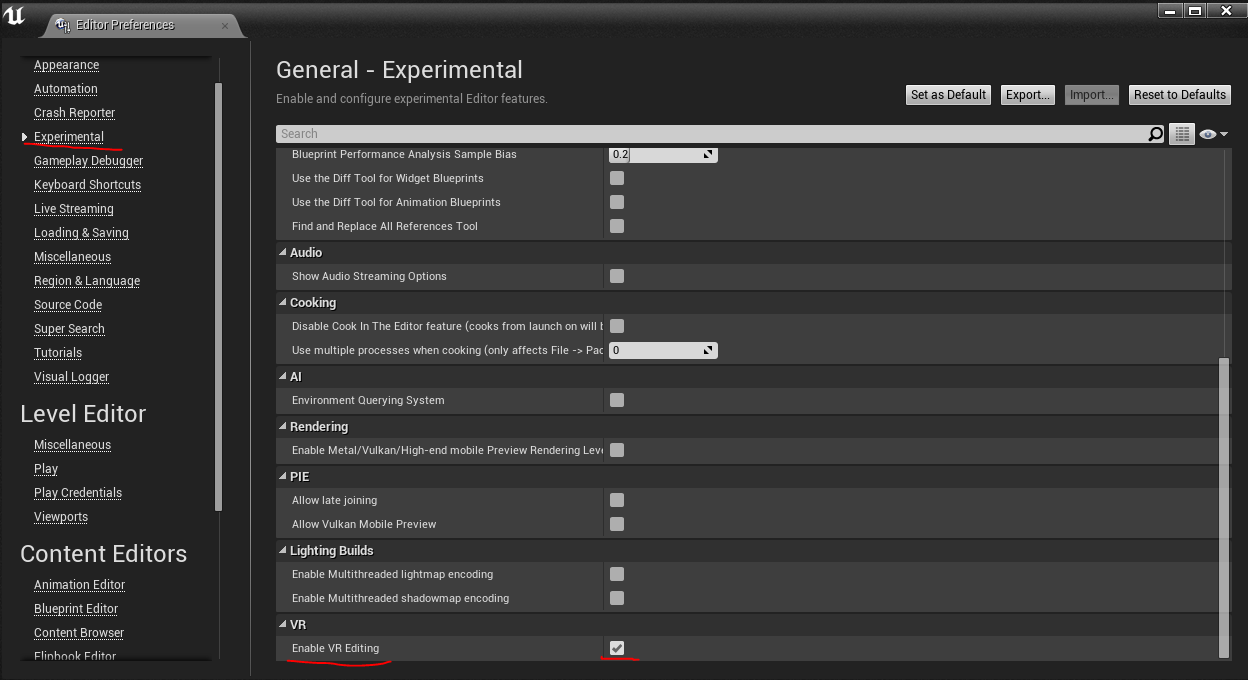 Editor Preferences
Appearance
Automation
Crash Reporter
Experimental
Gameplay Debugger
Keyboard Shortcuts
Live Streaming
Loading & Saving
Miscellaneous
Region & Language
Source Code
Super Search
Tutorials
Visual Logger
Level Editor
Miscellaneous
Play
Play Credentials
Viewports
Content Editors
Animation Editor
Blueprint Editor
Content Browser
Flipbook Editor
General - Experimental
Enable and configure experimental Editor features.
Set as Default Export... Import... Reset to Defaults
Search
Blueprint Performance Analysis Sample Bias 0.2
Use the Diff Tool for Widget Blueprints
Use the Diff Tool for Animation Blueprints
Find and Replace All References Tool
Audio
Show Audio Streaming Options
Cooking
Disable Cook In The Editor feature (cooks from launch on will b
Use multiple processes when cooking (only affects File -> Pac 0
AI
Environment Querying System
Rendering
Enable Metal/Vulkan/High-end mobile Preview Rendering Leve
PIE
Allow late joining
Allow Vulkan Mobile Preview
Lighting Builds
Enable Multithreaded lightmap encoding
Enable Multithreaded shadowmap encoding
VR
Enable VR Editing